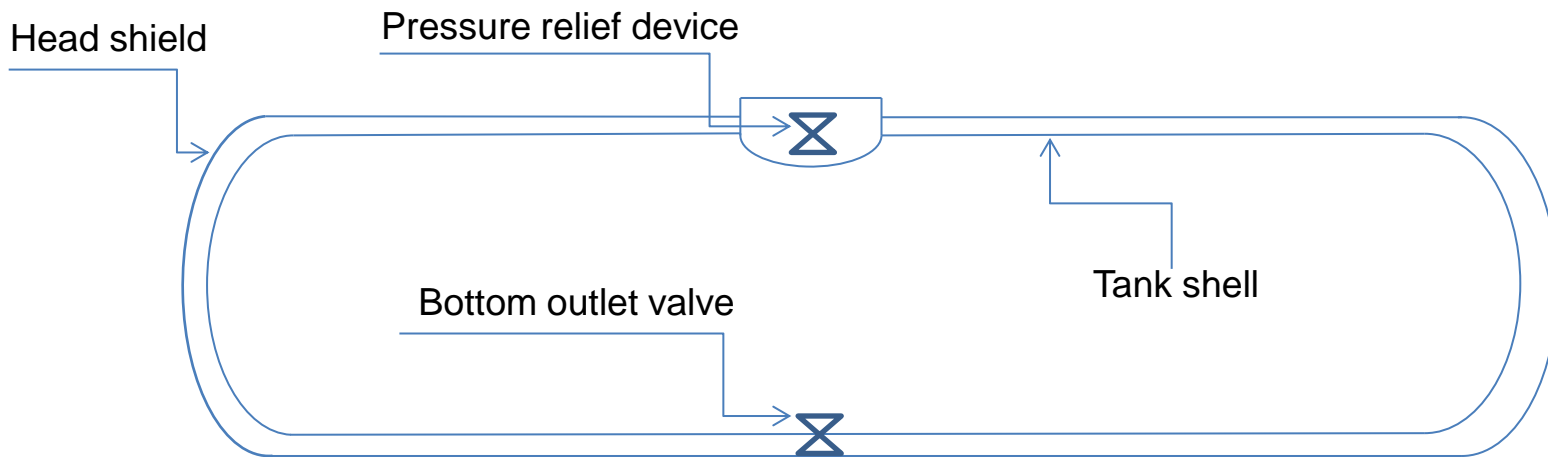 Head shield
Pressure relief device
Bottom outlet valve
Tank shell